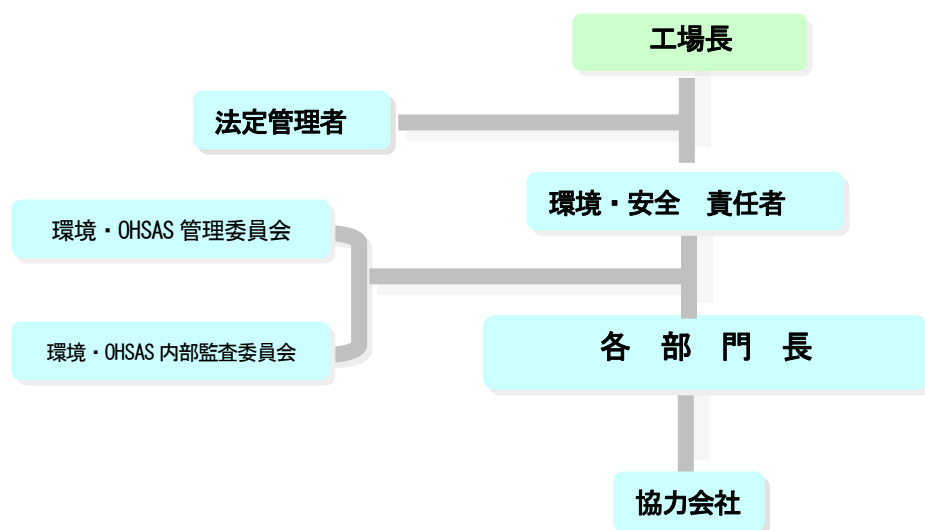 工場長
法定管理者
環境・安全　責任者
環境・OHSAS 管理委員会
環境・OHSAS 内部監査委員会
各　部　門　長
協力会社